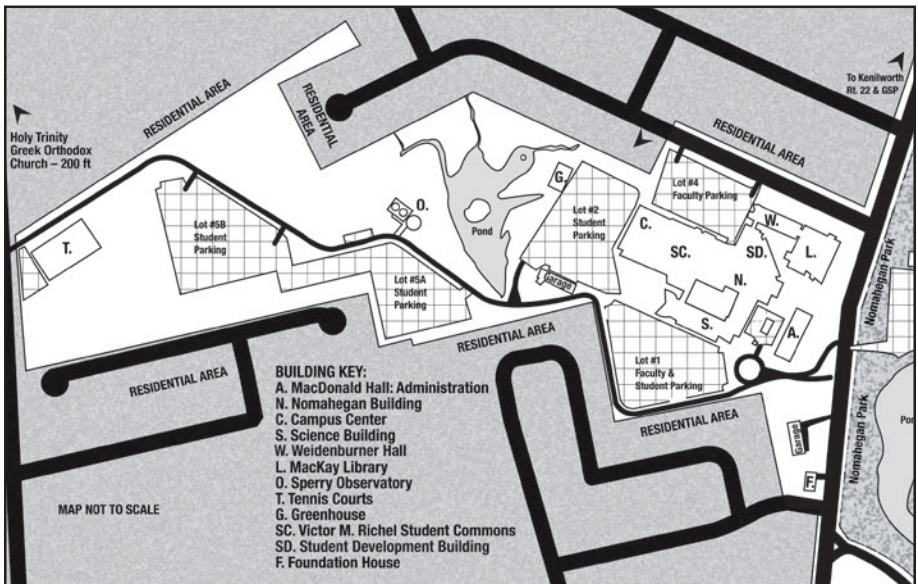 To Kenilworth
Rt. 22 & GSP
Holy Trinity
Greek Orthodox
Church – 200 ft
RESIDENTIAL AREA
RESIDENTIAL
AREA
RESIDENTIAL AREA
Lot #4
Faculty Parking
G.
O.
Lot #2
Student
Parking
C.
W.
T.
Lot #5B
Student
Parking
Pond
SC.
SD.
L.
N.
Nomahegan Park
Lot #5A
Student
Parking
Garage
S.
A.
RESIDENTIAL AREA
Lot #1
Faculty &
Student Parking
RESIDENTIAL AREA
RESIDENTIAL AREA
Garage
Nomahegan Park
F.
BUILDING KEY:
A. MacDonald Hall: Administration
N. Nomahegan Building
C. Campus Center
S. Science Building
W. Weidenburner Hall
L. MacKay Library
O. Sperry Observatory
T. Tennis Courts
G. Greenhouse
SC. Victor M. Richel Student Commons
SD. Student Development Building
F. Foundation House
MAP NOT TO SCALE